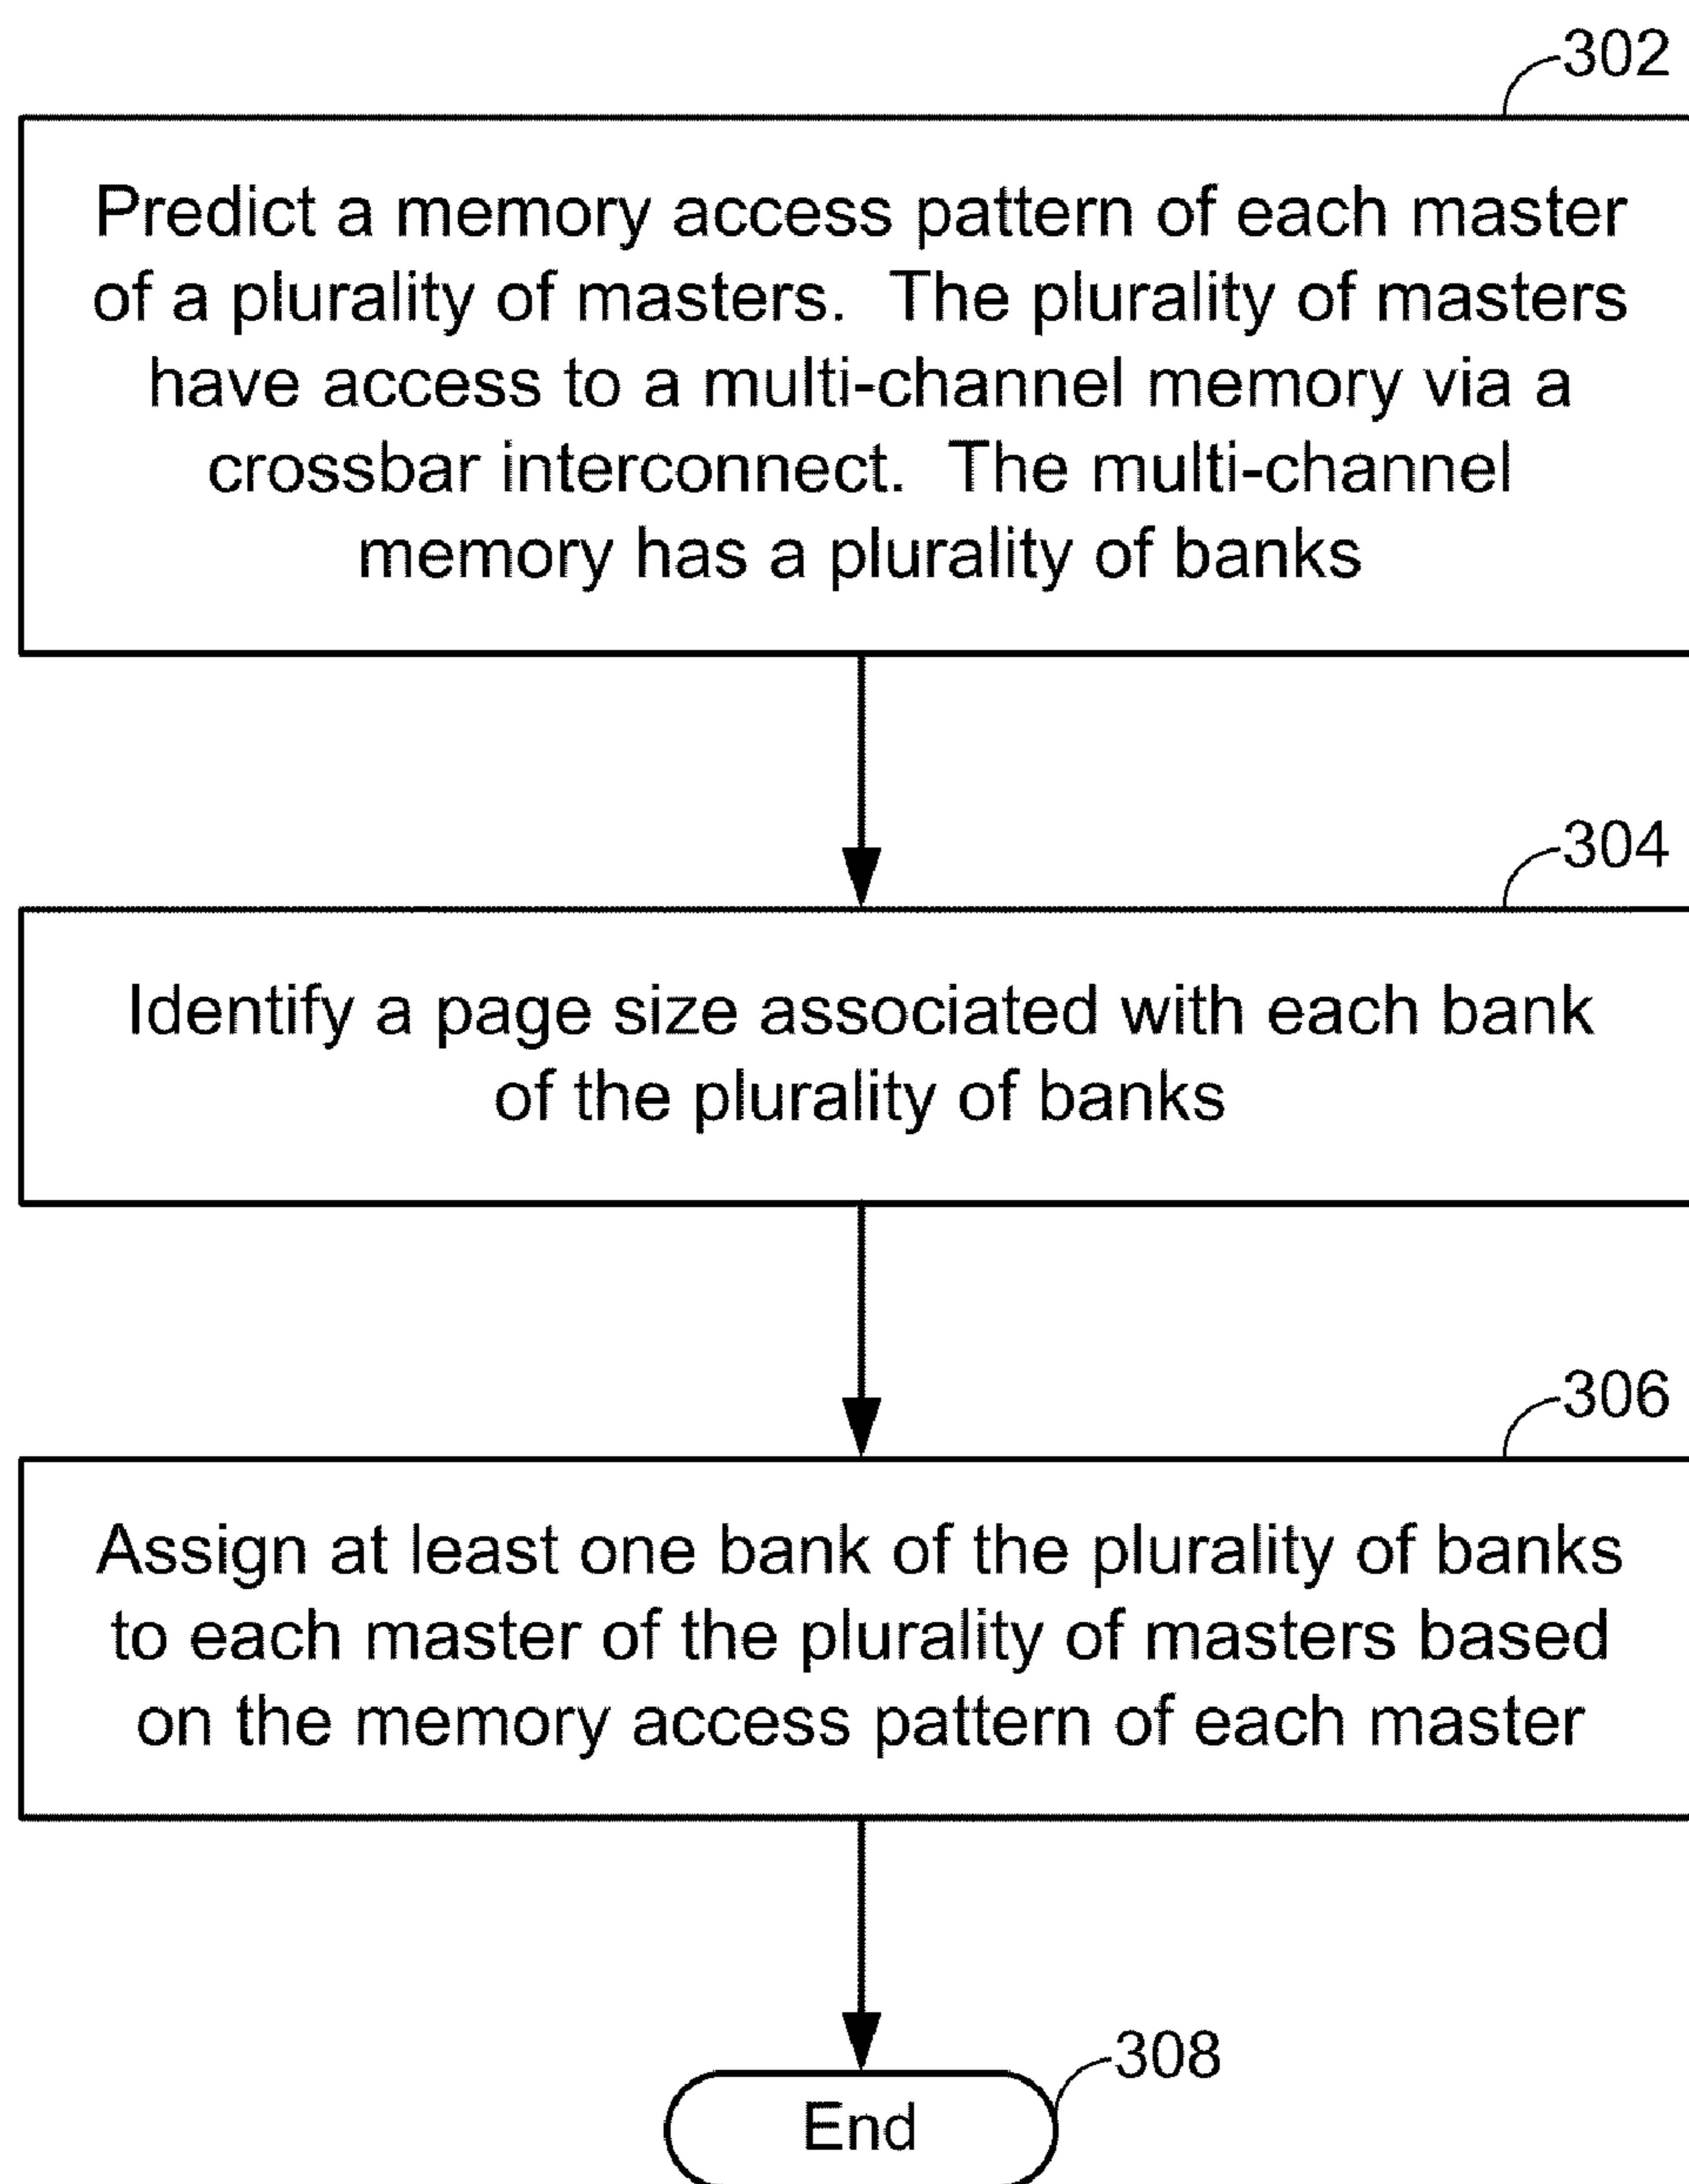 302
Predict a memory access pattern of each master
of a plurality of masters.  The plurality of masters
have access to a multi-channel memory via a
crossbar interconnect.  The multi-channel
memory has a plurality of banks
304
Identify a page size associated with each bank
of the plurality of banks
306
Assign at least one bank of the plurality of banks
to each master of the plurality of masters based
on the memory access pattern of each master
308
End